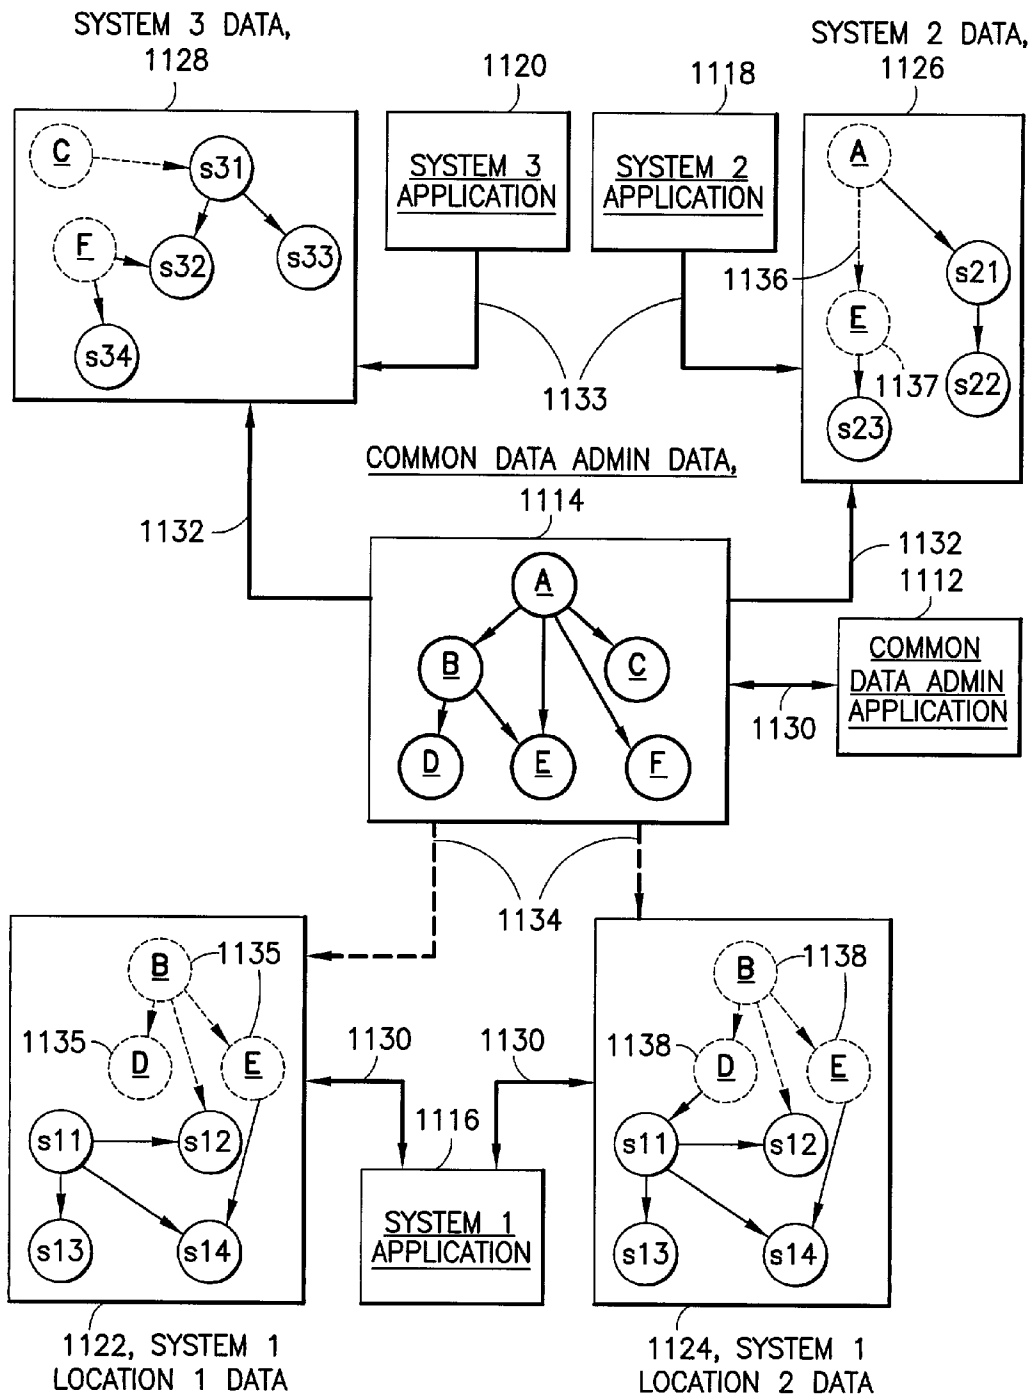 SYSTEM 3 DATA,
1128
C
s31
F
s32
s33
s34
1120
SYSTEM 3
APPLICATION
1118
SYSTEM 2
APPLICATION
SYSTEM 2 DATA,
1126
A
1136
s21
E
1137
s22
s23
1133
COMMON DATA ADMIN DATA,
1114
1132
1132
A
B
C
D
E
F
1112
COMMON
DATA ADMIN
APPLICATION
1130
1134
B
1135
1135
D
E
s11
s12
s13
s14
1122, SYSTEM 1
LOCATION 1 DATA
1130
1130
1116
SYSTEM 1
APPLICATION
B
1138
1138
D
E
s11
s12
s13
s14
1124, SYSTEM 1
LOCATION 2 DATA